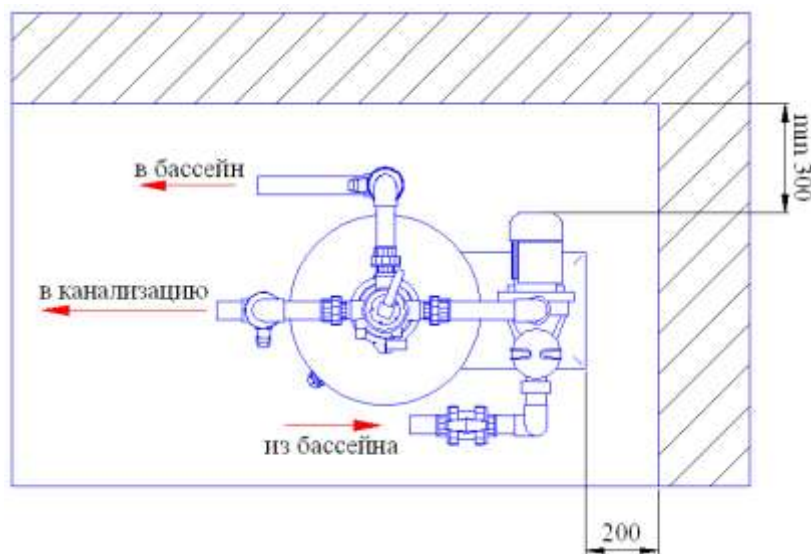 в бассейн
min 300
в канализацию
из бассейна
200